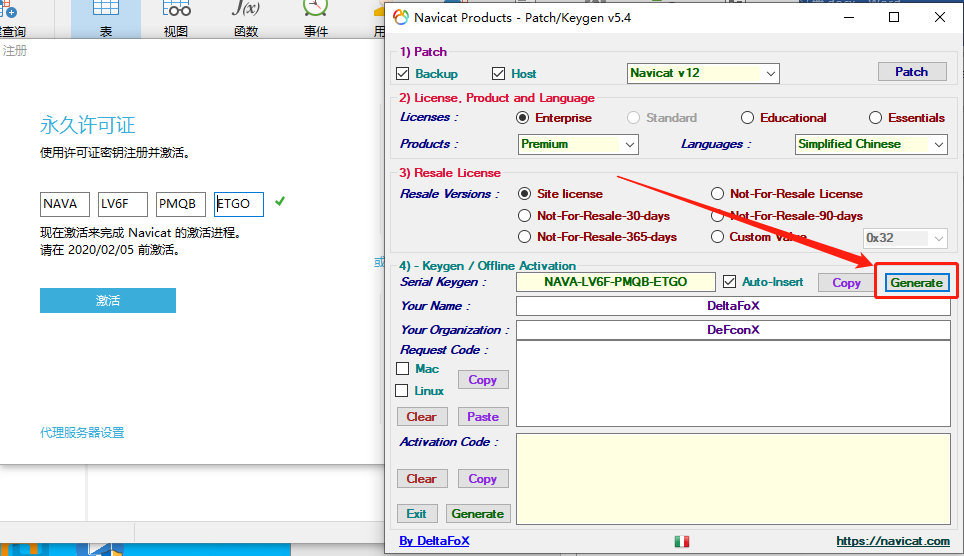 查询
表
视图
f(x)
函数
事件
用
注册
永久许可证
使用许可证密钥注册并激活。
NAVA LV6F PMQB ETGO
现在激活来完成 Navicat 的激活进程。
请在 2020/02/05 前激活。
或
激活
代理服务器设置
Navicat Products - Patch/Keygen v5.4
1) Patch
Backup Host Navicat v12 Patch
2) License, Product and Language
Licenses : Enterprise Standard Educational Essentials
Products : Premium Languages : Simplified Chinese
3) Resale License
Resale Versions : Site license Not-For-Resale License
Not-For-Resale-30-days Not-For-Resale-90-days
Not-For-Resale-365-days Custom Value 0x32
4) - Keygen / Offline Activation
Serial Keygen : NAVA-LV6F-PMQB-ETGO Auto-Insert Copy Generate
Your Name : DeltaFoX
Your Organization : DeFconX
Request Code :
Mac
Copy
Linux
Clear Paste
Activation Code :
Clear Copy
Exit Generate
By DeltaFoX https://navicat.com